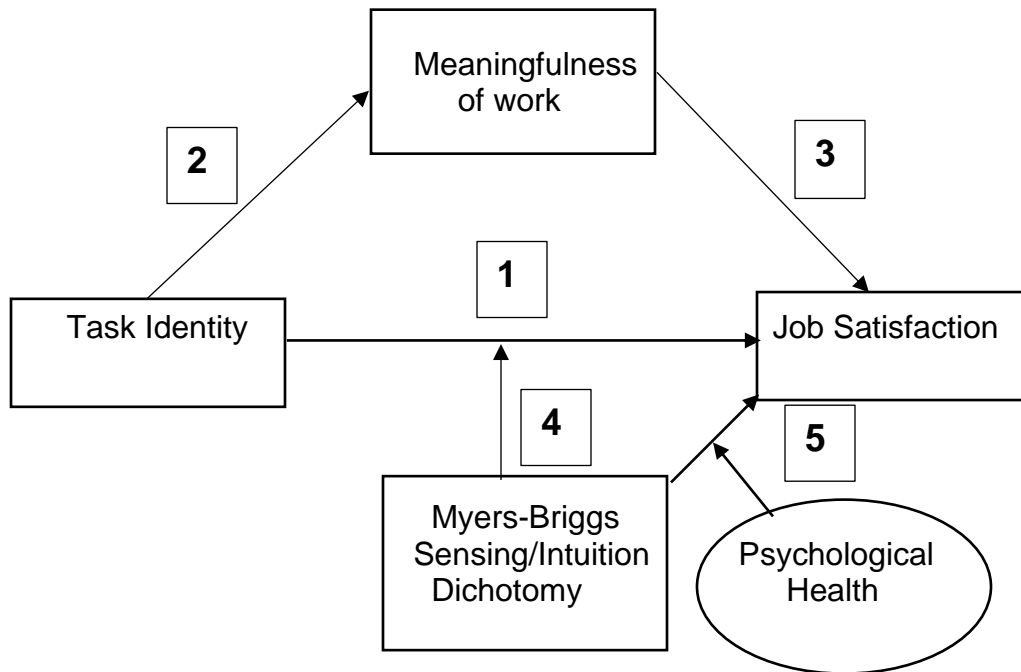 Meaningfulness
of work
2
3
1
Task Identity
Job Satisfaction
4
5
Myers-Briggs
Sensing/Intuition
Dichotomy
Psychological
Health